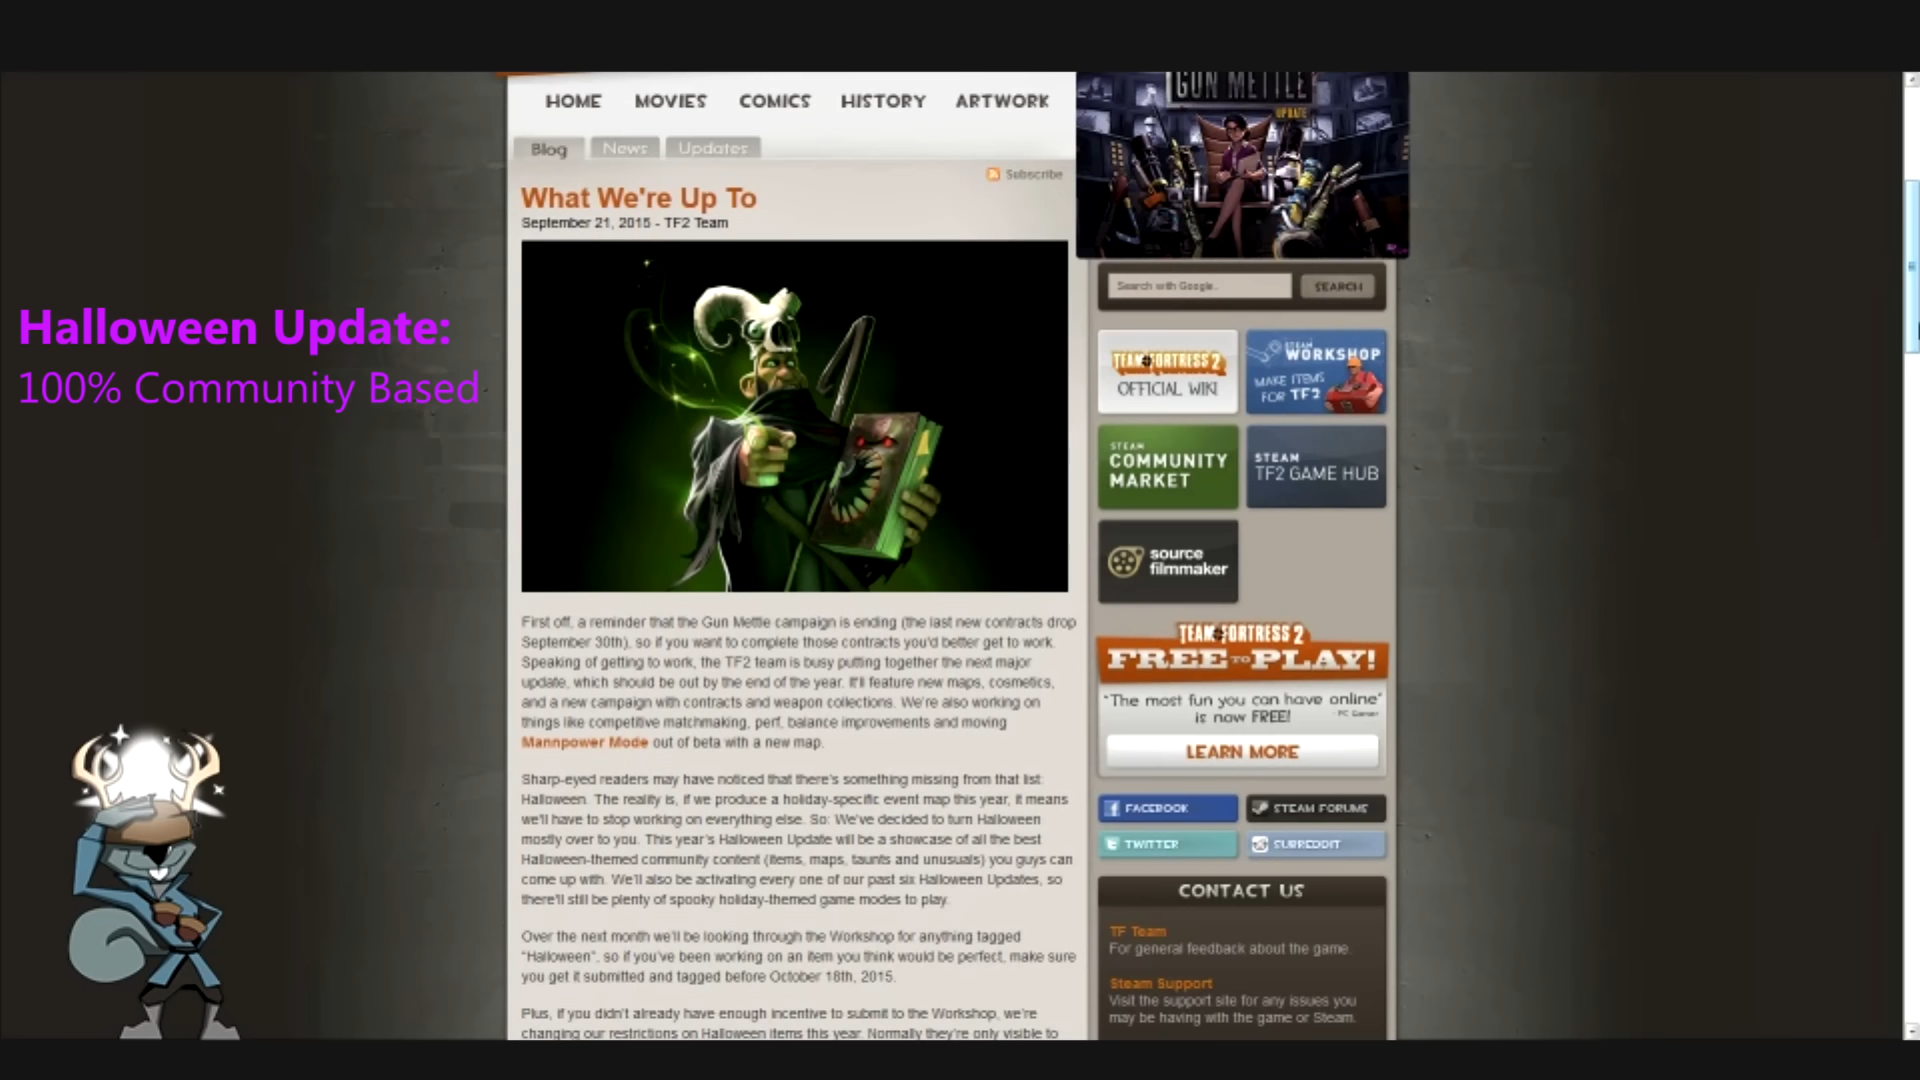 GUN METTLE
UPDATE
HOME MOVIES COMICS HISTORY ARTWORK
Blog News Updates
Subscribe
What We're Up To
September 21, 2015 - TF2 Team
Halloween Update:
100% Community Based
First off, a reminder that the Gun Mettle campaign is ending (the last new contracts drop
September 30th), so if you want to complete those contracts you'd better get to work.
Speaking of getting to work, the TF2 team is busy putting together the next major
update, which should be out by the end of the year. It'll feature new maps, cosmetics,
and a new campaign with contracts and weapon collections. We're also working on
things like competitive matchmaking, perf, balance improvements and moving
Mannpower Mode out of beta with a new map.
Sharp-eyed readers may have noticed that there's something missing from that list:
Halloween. The reality is, if we produce a holiday-specific event map this year, it means
we'll have to stop working on everything else. So: We've decided to turn Halloween
mostly over to you. This year's Halloween Update will be a showcase of all the best
Halloween-themed community content (items, maps, taunts and unusuals) you guys can
come up with. We'll also be activating every one of our past six Halloween Updates, so
there'll still be plenty of spooky holiday-themed game modes to play.
Over the next month we'll be looking through the Workshop for anything tagged
"Halloween", so if you've been working on an item you think would be perfect, make sure
you get it submitted and tagged before October 18th, 2015.
Plus, if you didn't already have enough incentive to submit to the Workshop, we're
changing our restrictions on Halloween items this year. Normally they're only visible to
Search with Google..
SEARCH
TEAM FORTRESS 2
OFFICIAL WIKI
STEAM
WORKSHOP
MAKE ITEMS
FOR TF2
STEAM
COMMUNITY
MARKET
STEAM
TF2 GAME HUB
source
filmmaker
TEAM FORTRESS 2
FREE TO PLAY!
"The most fun you can have online"
is now FREE! - PC Gamer
LEARN MORE
FACEBOOK
STEAM FORUMS
TWITTER
SUBREDDIT
CONTACT US
TF Team
For general feedback about the game.
Steam Support
Visit the support site for any issues you
may be having with the game or Steam.